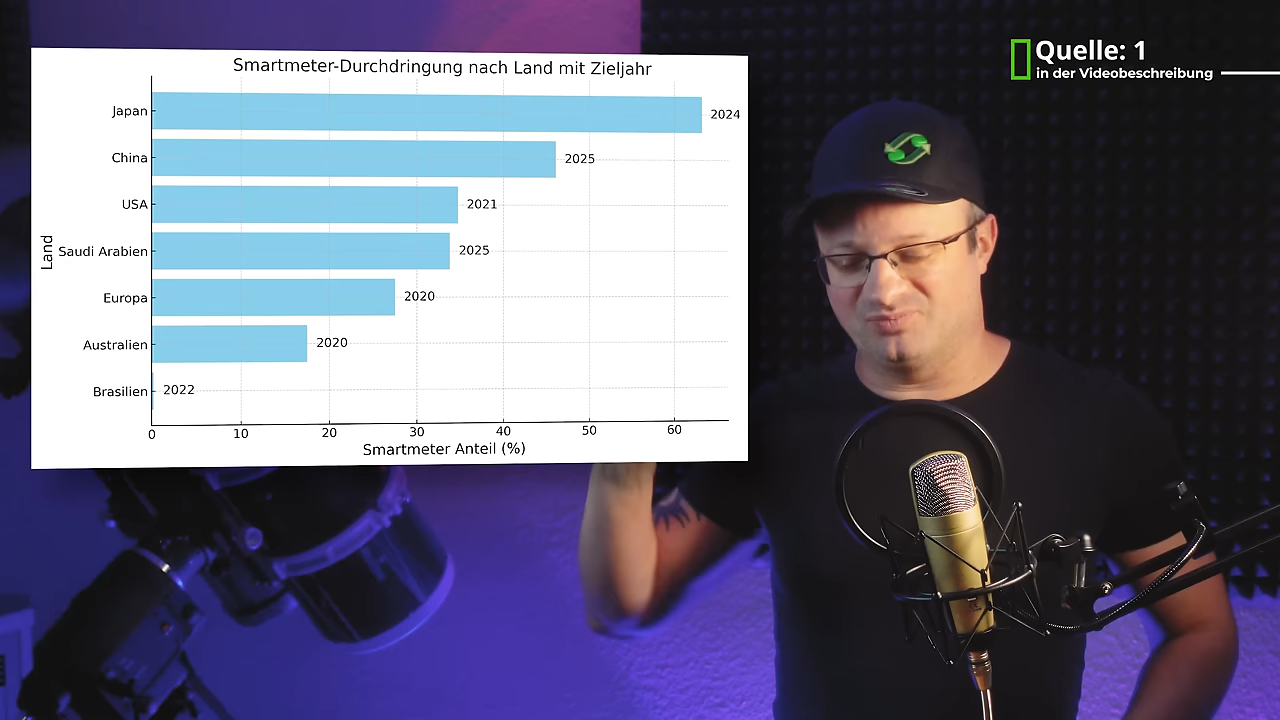 Quelle: 1
in der Videobeschreibung
Smartmeter-Durchdringung nach Land mit Zieljahr
Land
Japan 2024
China 2025
USA 2021
Saudi Arabien 2025
Europa 2020
Australien 2020
Brasilien 2022
0 10 20 30 40 50 60
Smartmeter Anteil (%)